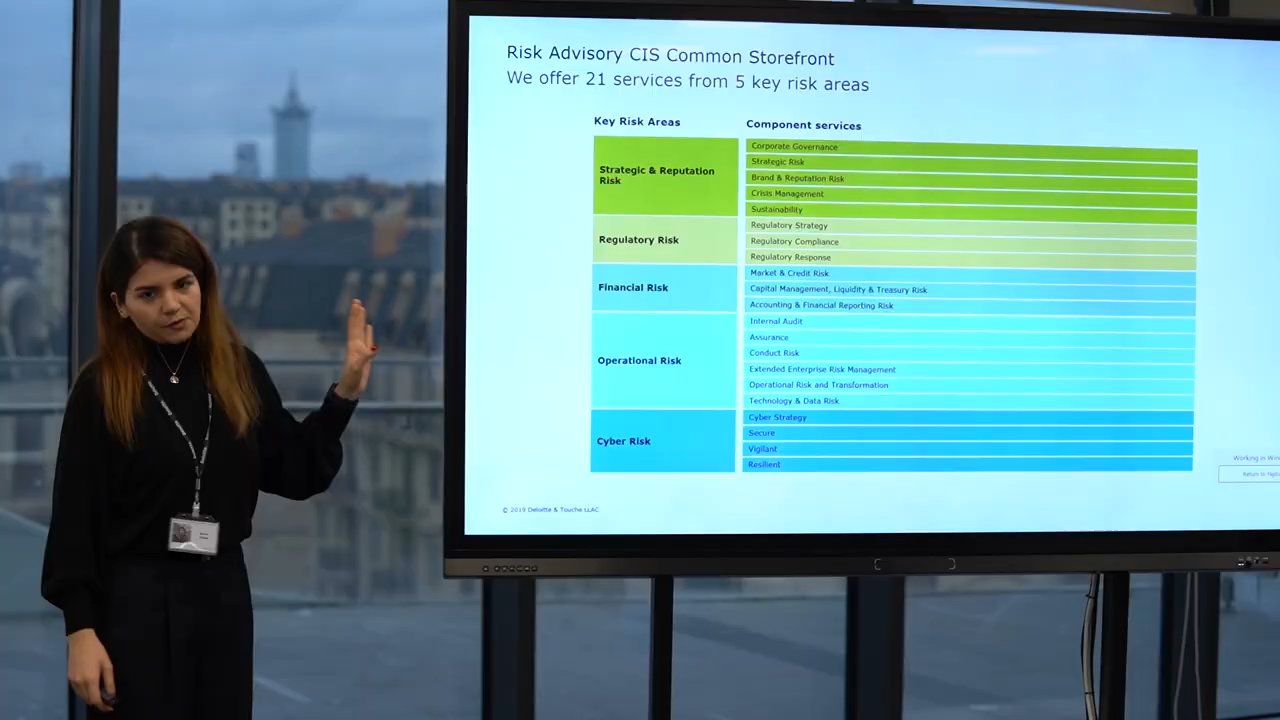 Risk Advisory CIS Common Storefront
We offer 21 services from 5 key risk areas
Key Risk Areas
Component services
Strategic & Reputation
Risk
Corporate Governance
Strategic Risk
Brand & Reputation Risk
Crisis Management
Sustainability
Regulatory Risk
Regulatory Strategy
Regulatory Compliance
Regulatory Response
Financial Risk
Market & Credit Risk
Capital Management, Liquidity & Treasury Risk
Accounting & Financial Reporting Risk
Operational Risk
Internal Audit
Assurance
Conduct Risk
Extended Enterprise Risk Management
Operational Risk and Transformation
Technology & Data Risk
Cyber Risk
Cyber Strategy
Secure
Vigilant
Resilient
Working in
Return to
© 2019 Deloitte & Touche LLAC